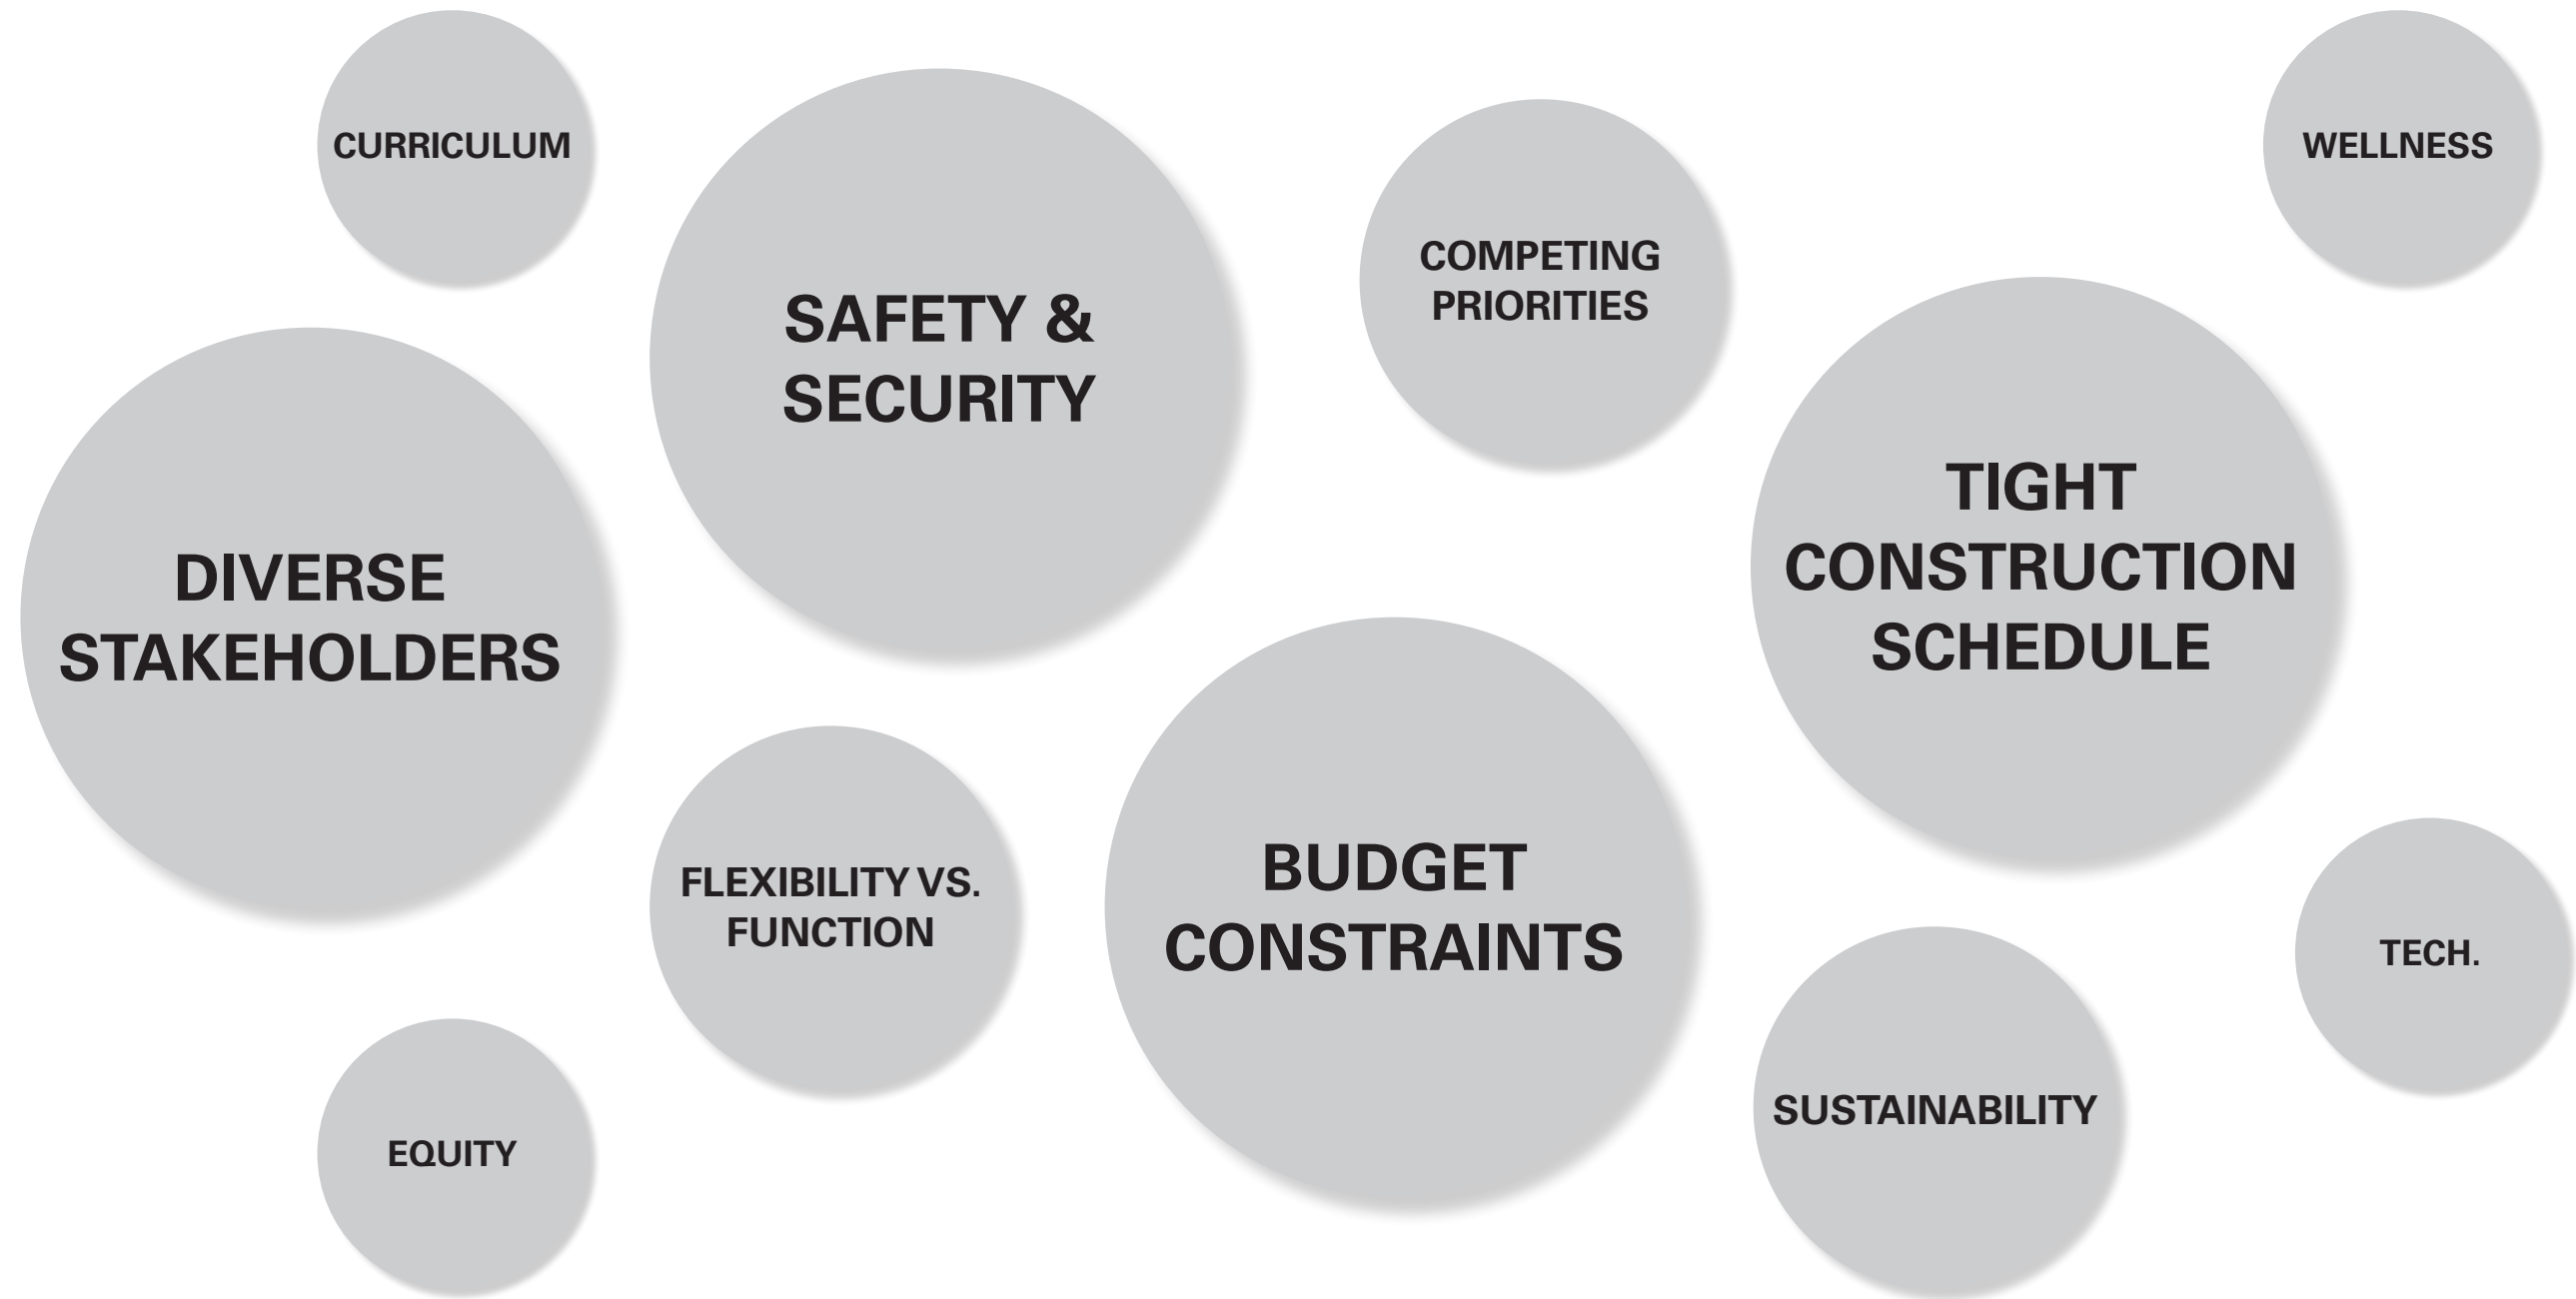 CURRICULUM
WELLNESS
SAFETY &
SECURITY
COMPETING
PRIORITIES
DIVERSE
STAKEHOLDERS
TIGHT
CONSTRUCTION
SCHEDULE
FLEXIBILITY VS.
FUNCTION
BUDGET
CONSTRAINTS
TECH.
EQUITY
SUSTAINABILITY